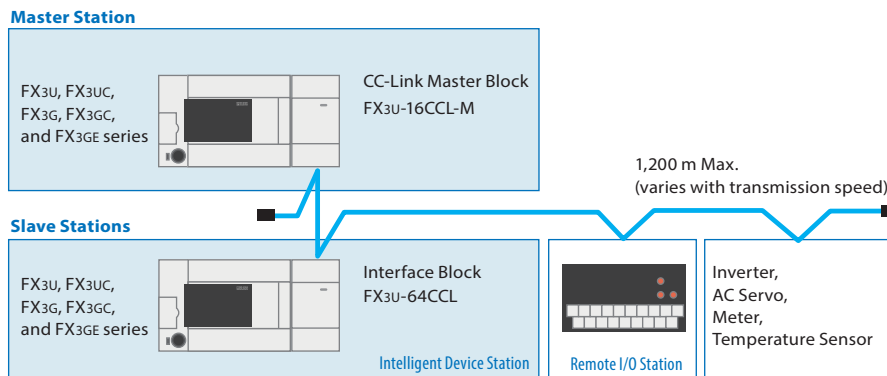 Master Station
FX3U, FX3UC,
FX3G, FX3GC,
and FX3GE series
CC-Link Master Block
FX3U-16CCL-M
1,200 m Max.
(varies with transmission speed)
Slave Stations
FX3U, FX3UC,
FX3G, FX3GC,
and FX3GE series
Interface Block
FX3U-64CCL
Intelligent Device Station
Remote I/O Station
Inverter,
AC Servo,
Meter,
Temperature Sensor